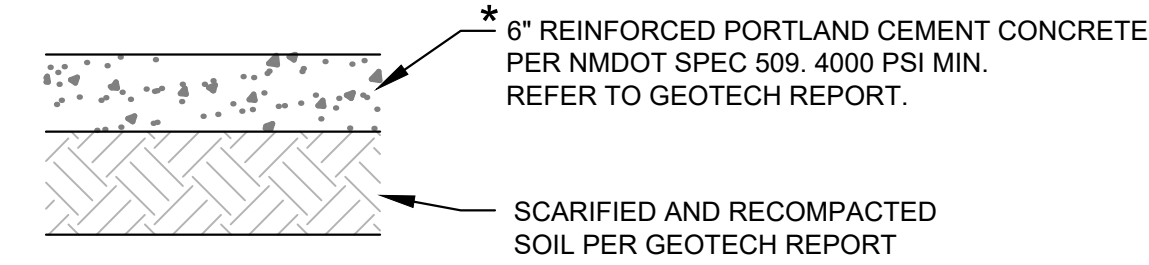 * 6" REINFORCED PORTLAND CEMENT CONCRETE
PER NMDOT SPEC 509. 4000 PSI MIN.
REFER TO GEOTECH REPORT.
SCARIFIED AND RECOMPACTED
SOIL PER GEOTECH REPORT